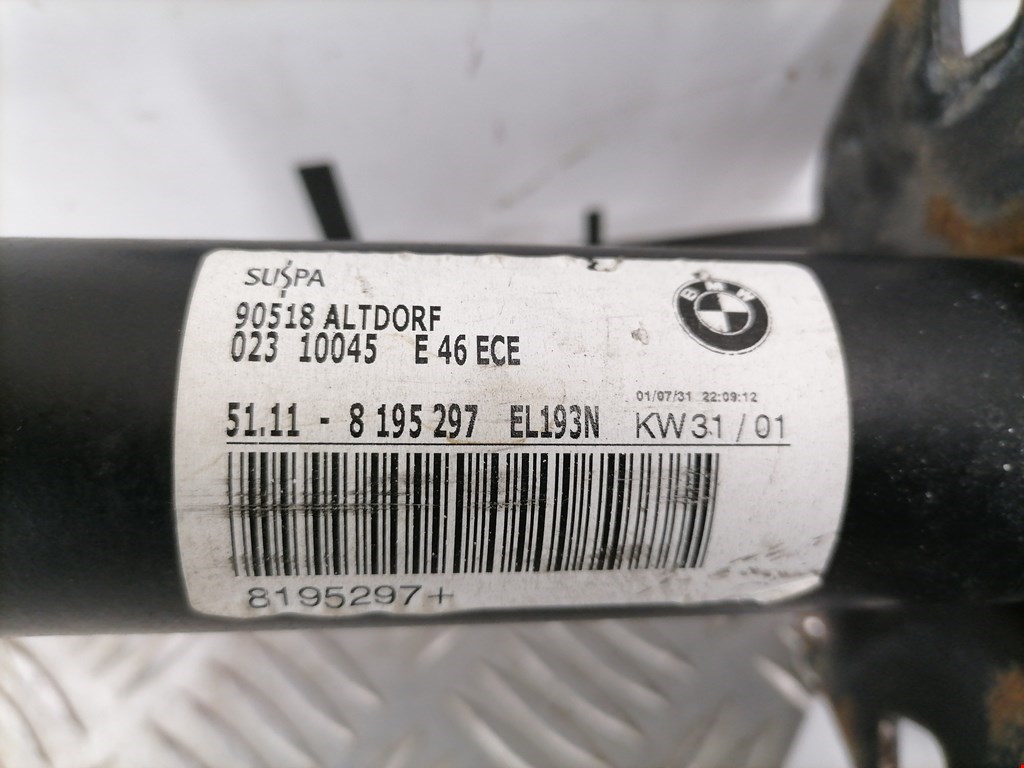 SUSPA
BMW
90518 ALTDORF
023 10045 E 46 ECE
01/07/31 22:09:12
51.11 - 8 195 297 EL193N KW31/01
8195297+